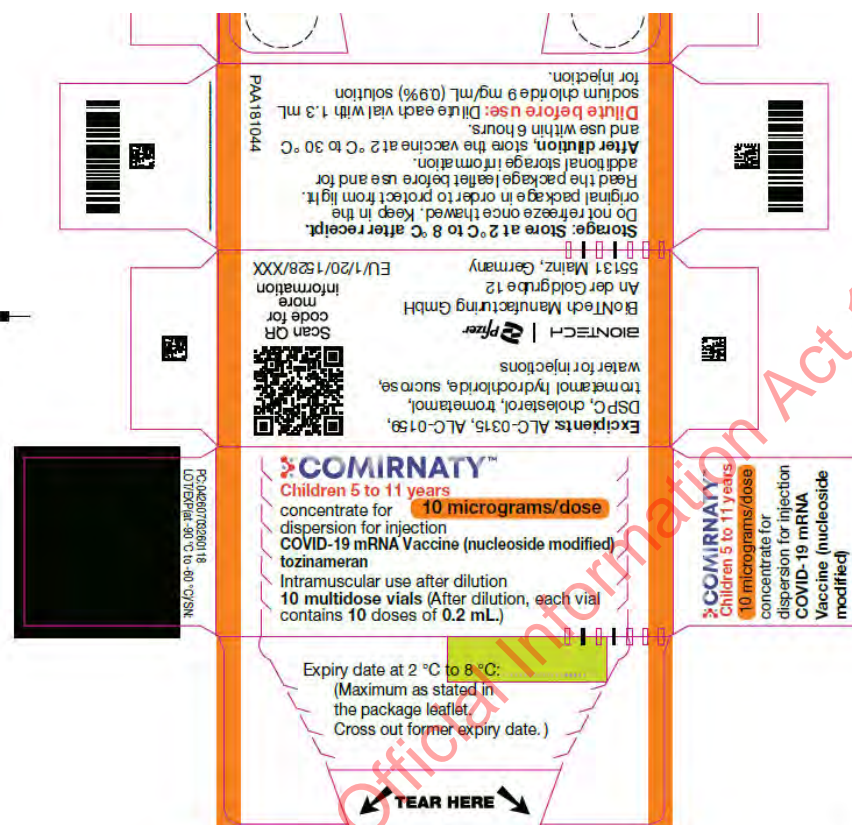 PAA181044
Storage: Store at 2 °C to 8 °C after receipt.
Do not refreeze once thawed. Keep in the
original package in order to protect from light.
Read the package leaflet before use and for
additional storage information.
After dilution, store the vaccine at 2 °C to 30 °C
and use within 6 hours.
Dilute before use: Dilute each vial with 1.3 mL
sodium chloride 9 mg/mL (0.9%) solution
for injection.
Excipients: ALC-0315, ALC-0159,
DSPC, cholesterol, trometamol,
trometamol hydrochloride, sucrose,
water for injections
BIONTECH | Pfizer
BioNTech Manufacturing GmbH
An der Goldgrube 12
55131 Mainz, Germany
Scan QR
code for
more
information
EU/1/20/1528/XXX
COMIRNATY™
Children 5 to 11 years
concentrate for
10 micrograms/dose
dispersion for injection
COVID-19 mRNA Vaccine (nucleoside modified)
tozinameran
Intramuscular use after dilution
10 multidose vials (After dilution, each vial
contains 10 doses of 0.2 mL.)
PC:04260703260118
LOT/EXP(at -90 °C to -60 °C)/SN:
COMIRNATY™
Children 5 to 11 years
10 micrograms/dose
concentrate for
dispersion for injection
COVID-19 mRNA
Vaccine (nucleoside
modified)
Expiry date at 2 °C to 8 °C:
(Maximum as stated in
the package leaflet.
Cross out former expiry date.)
TEAR HERE
Official Information Act